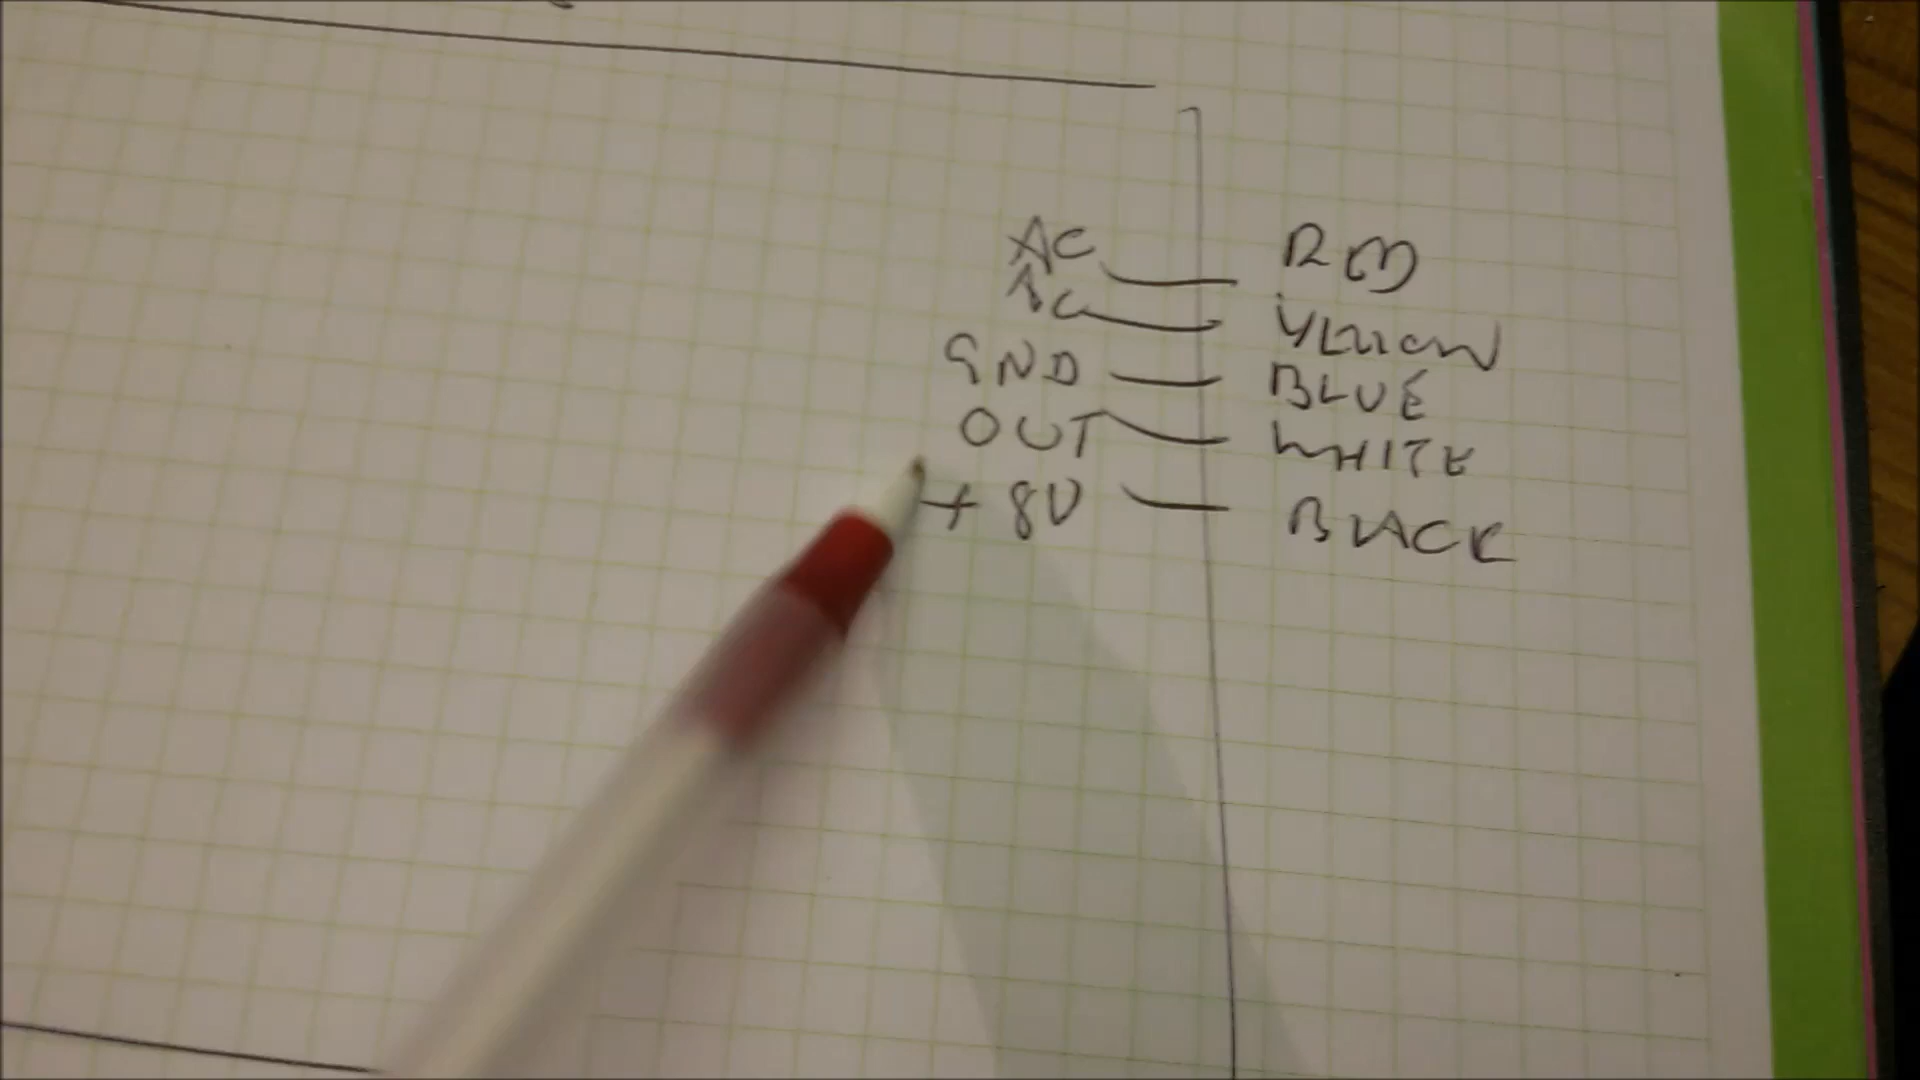 AC — RED
AC — YELLOW
GND — BLUE
OUT — WHITE
+ 8V — BLACK